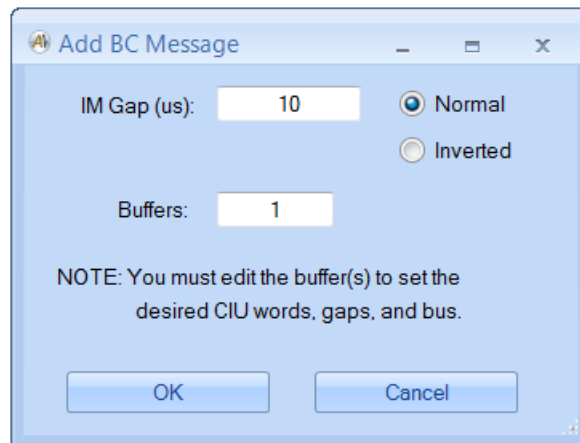 Add BC Message
IM Gap (us): 10 Normal
Inverted
Buffers: 1
NOTE: You must edit the buffer(s) to set the
desired CIU words, gaps, and bus.
OK Cancel